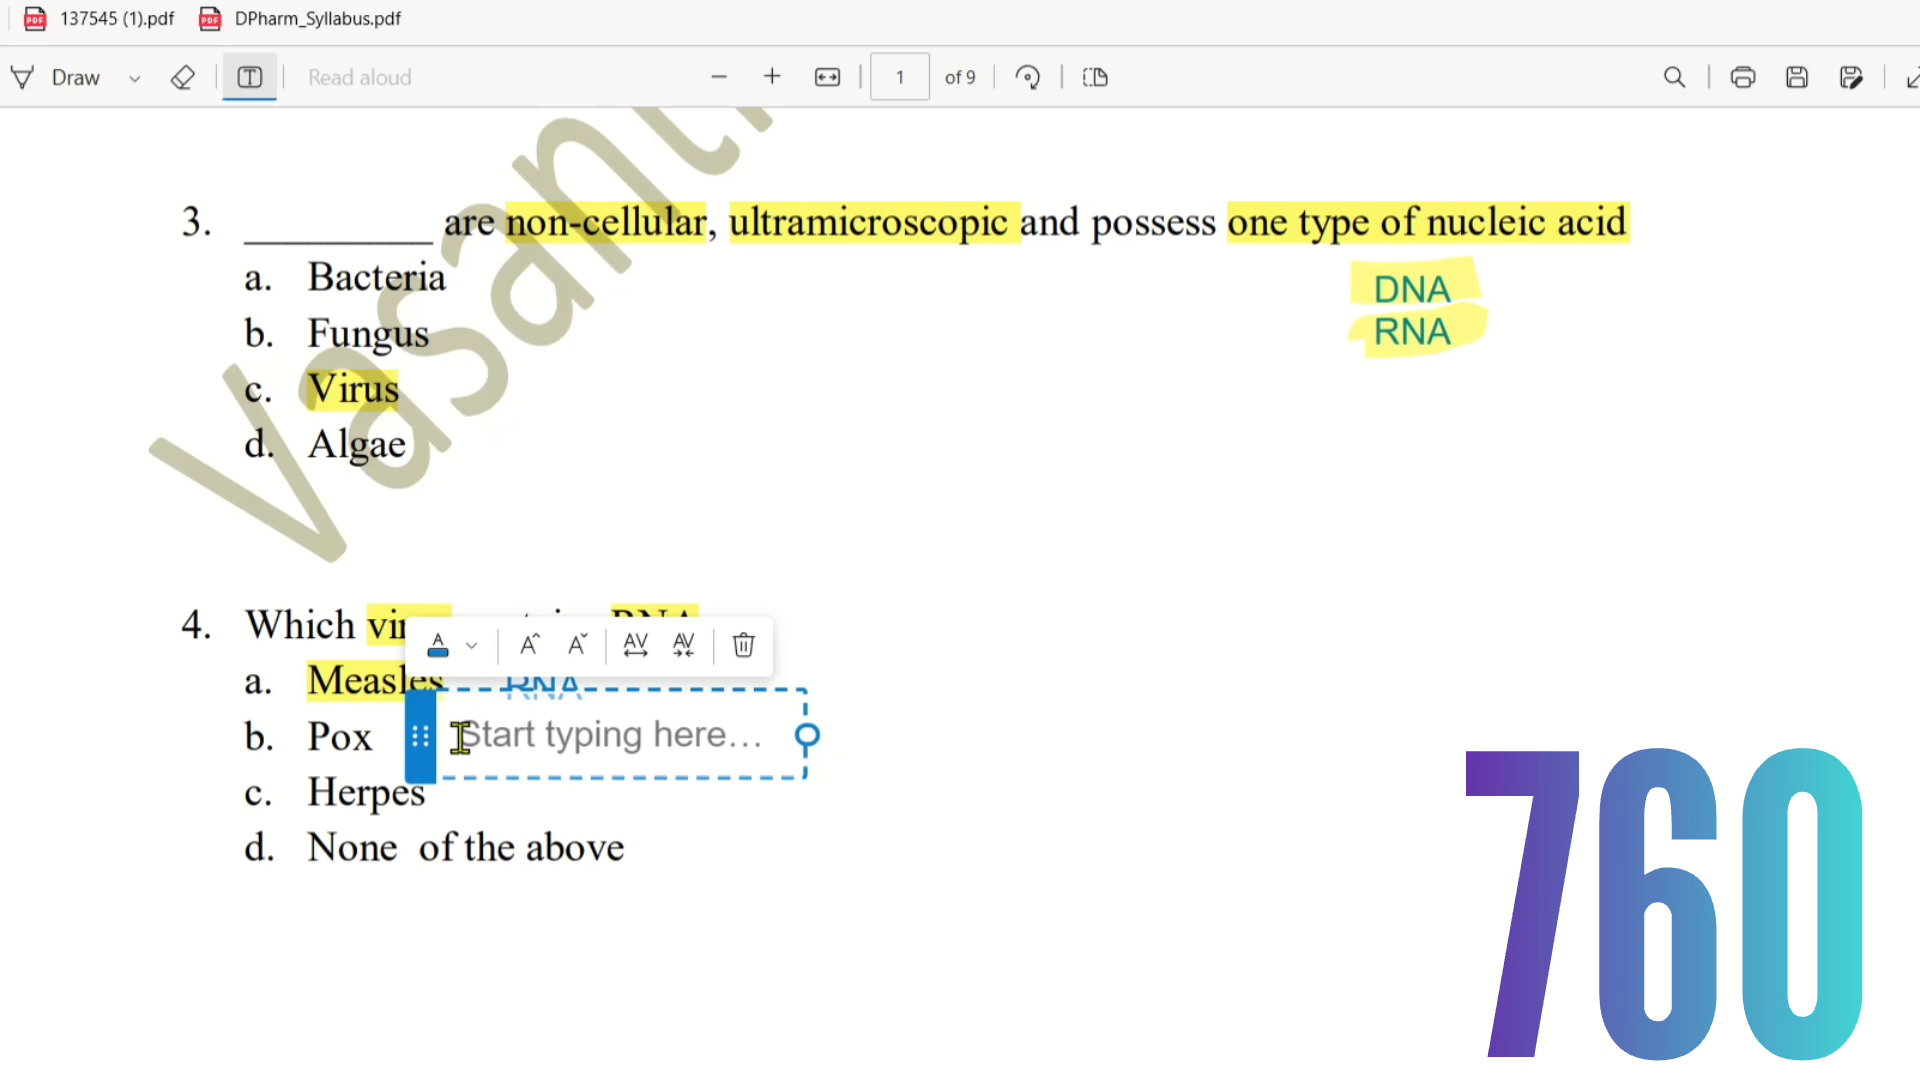 137545 (1).pdf DPharm_Syllabus.pdf
Draw Read aloud 1 of 9
3. __________ are non-cellular, ultramicroscopic and possess one type of nucleic acid
a. Bacteria
DNA
b. Fungus
RNA
c. Virus
d. Algae
4. Which RNA
a. Measles RNA
b. Pox Start typing here...
c. Herpes
d. None of the above
760